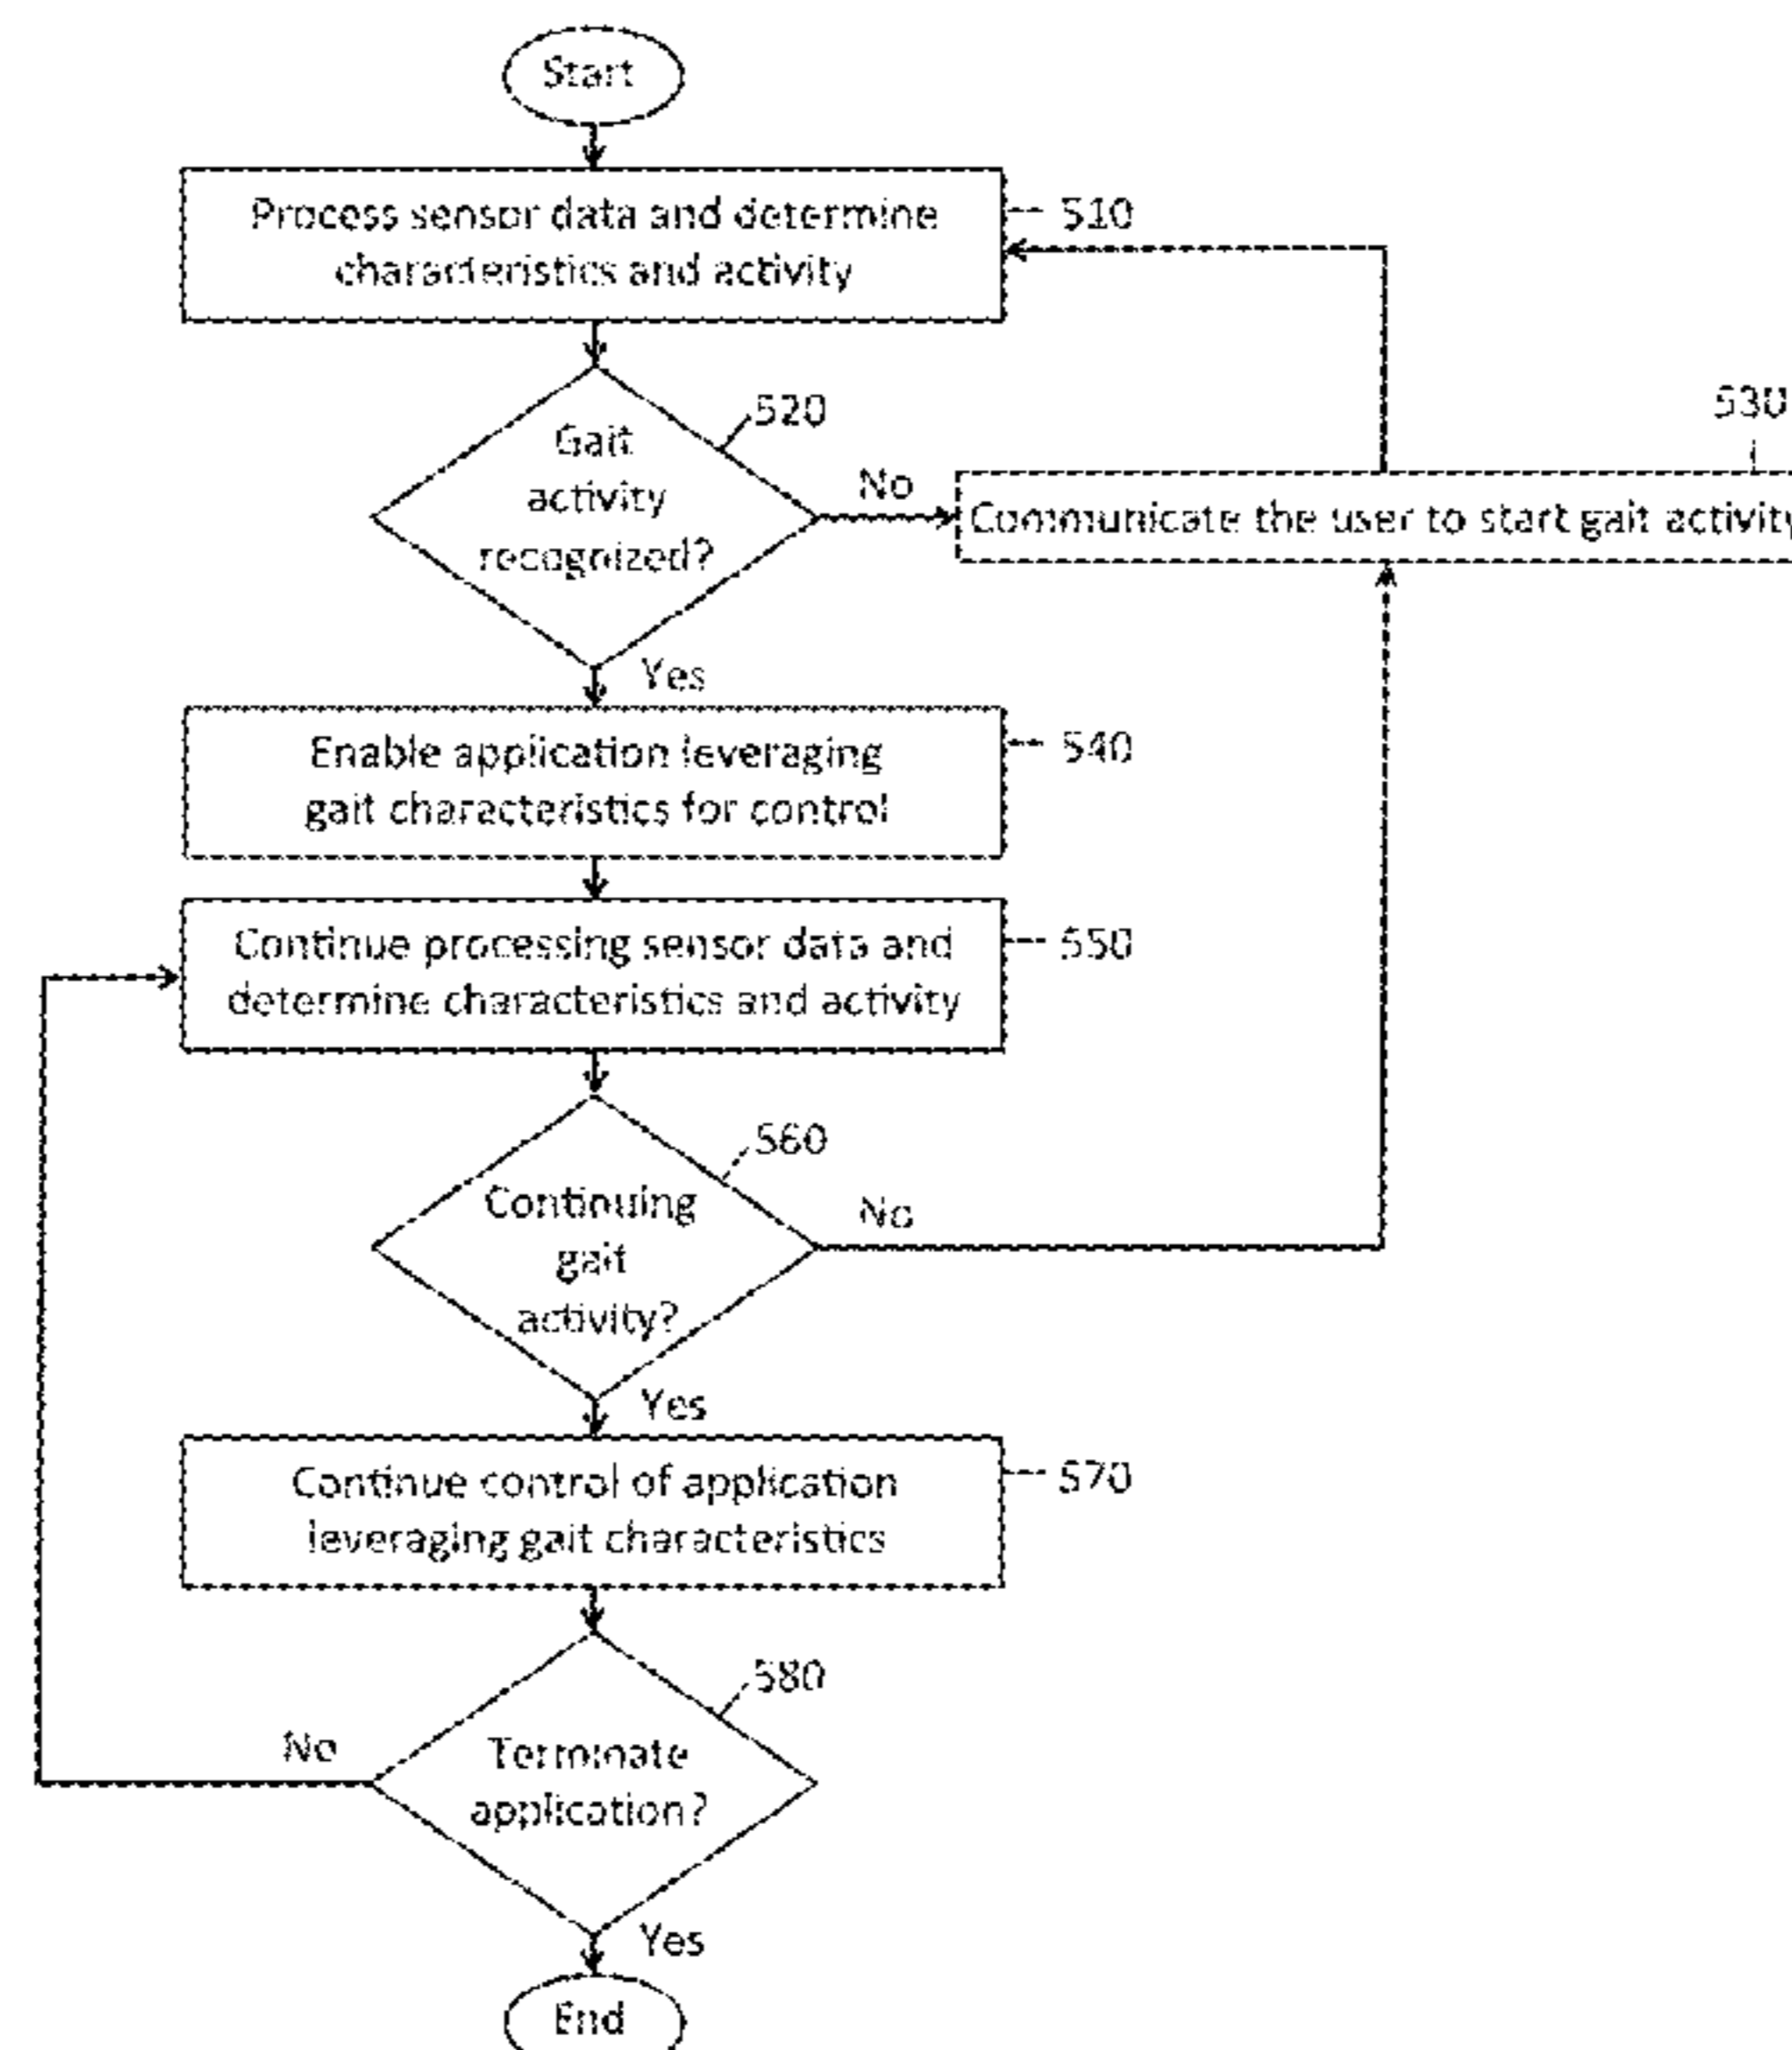 Start
Process sensor data and determine
characteristics and activity
510
520
Gait
activity
recognized?
No
530
Communicate the user to start gait activity
Yes
Enable application leveraging
gait characteristics for control
540
Continue processing sensor data and
determine characteristics and activity
550
560
Continuing
gait
activity?
No
Yes
Continue control of application
leveraging gait characteristics
570
580
No
Terminate
application?
Yes
End